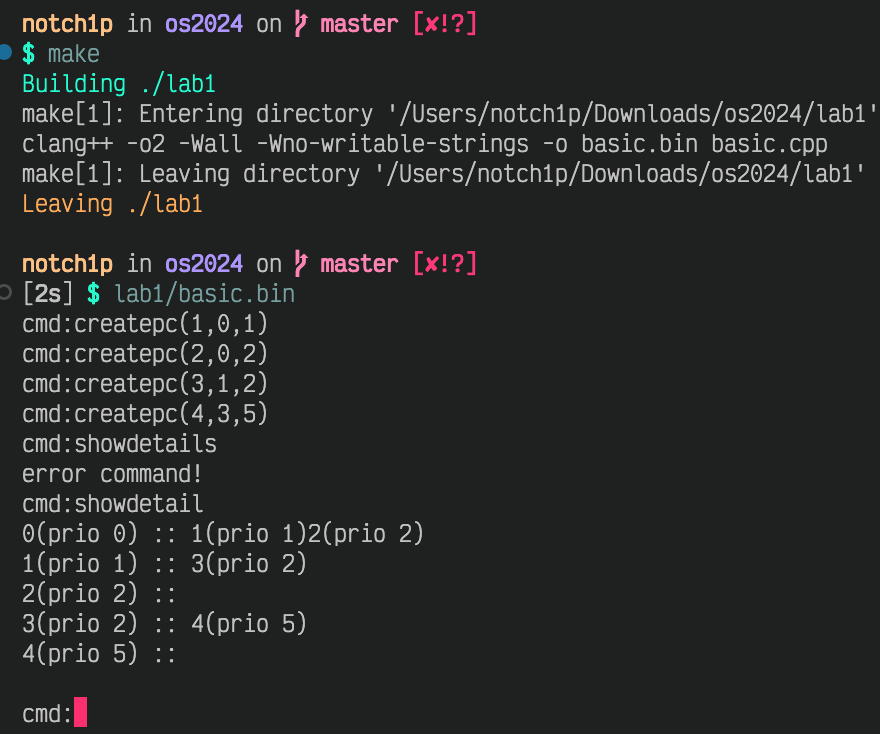 notch1p in os2024 on master [✘!?]
$ make
Building ./lab1
make[1]: Entering directory '/Users/notch1p/Downloads/os2024/lab1'
clang++ -o2 -Wall -Wno-writable-strings -o basic.bin basic.cpp
make[1]: Leaving directory '/Users/notch1p/Downloads/os2024/lab1'
Leaving ./lab1
notch1p in os2024 on master [✘!?]
[2s] $ lab1/basic.bin
cmd:createpc(1,0,1)
cmd:createpc(2,0,2)
cmd:createpc(3,1,2)
cmd:createpc(4,3,5)
cmd:showdetails
error command!
cmd:showdetail
0(prio 0) :: 1(prio 1)2(prio 2)
1(prio 1) :: 3(prio 2)
2(prio 2) ::
3(prio 2) :: 4(prio 5)
4(prio 5) ::
cmd: